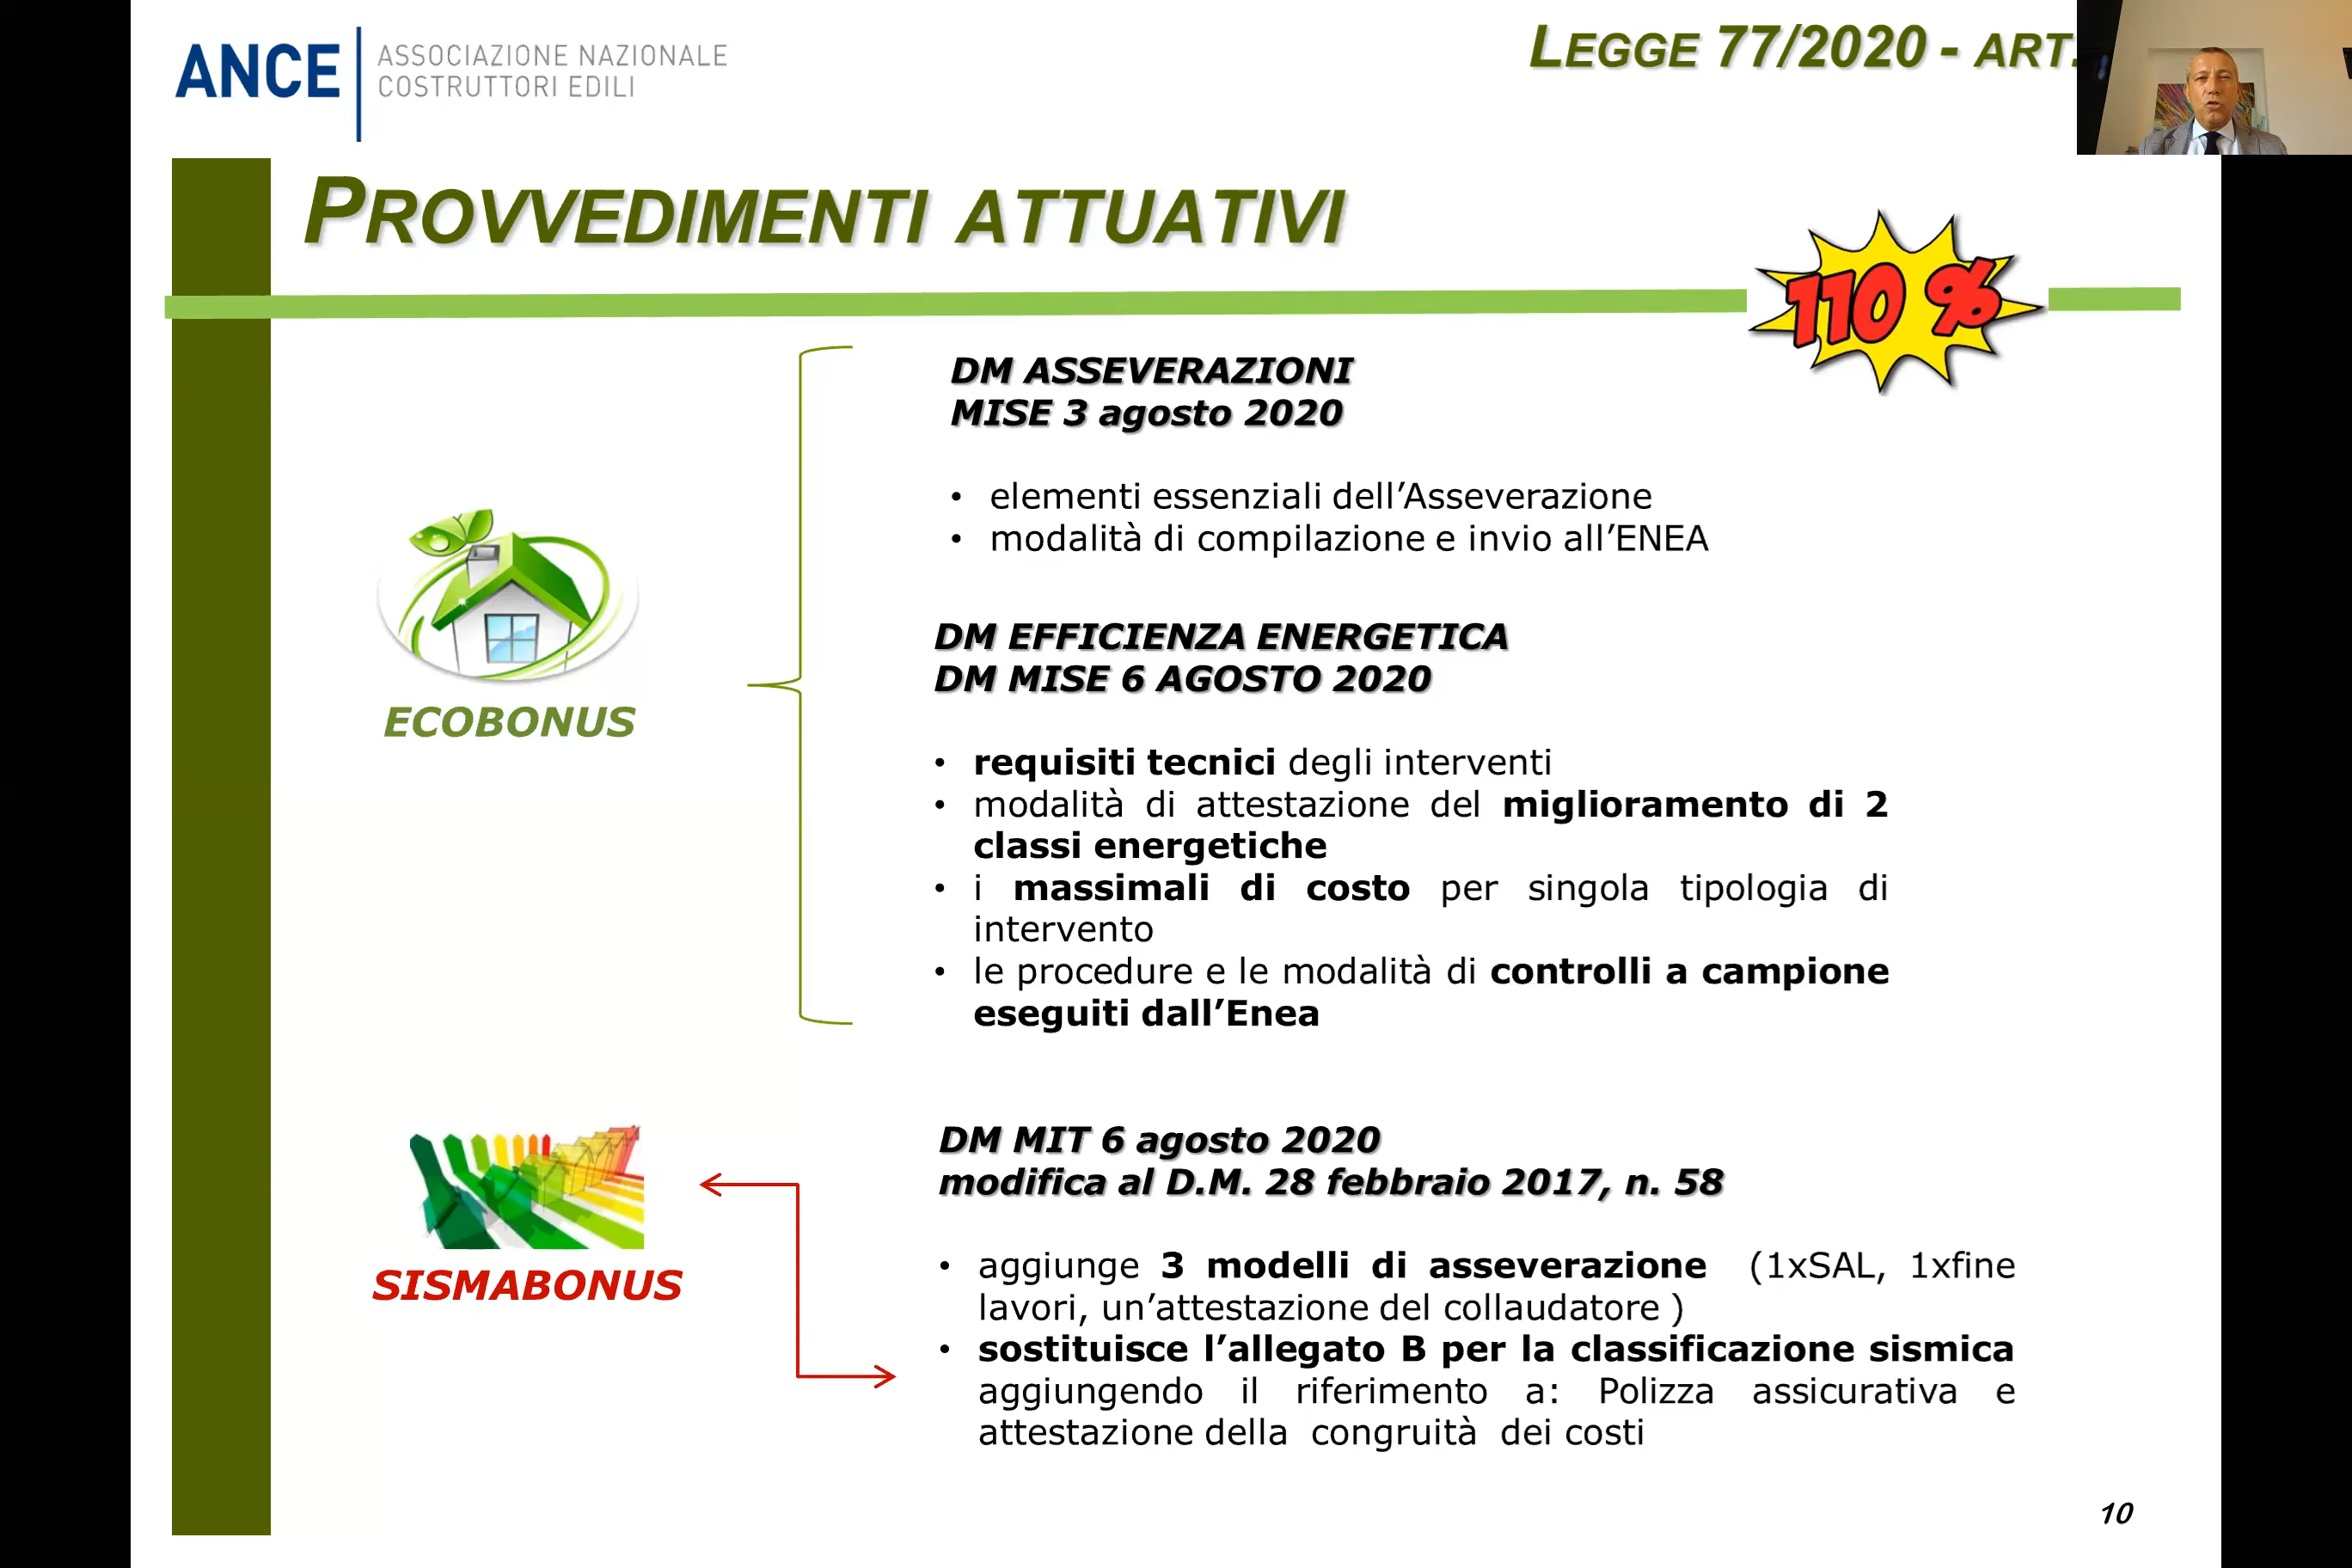 ANCE
ASSOCIAZIONE NAZIONALE
COSTRUTTORI EDILI
LEGGE 77/2020 - ART.
PROVVEDIMENTI ATTUATIVI
110 %
DM ASSEVERAZIONI
MISE 3 agosto 2020
• elementi essenziali dell’Asseverazione
• modalità di compilazione e invio all’ENEA
ECOBONUS
DM EFFICIENZA ENERGETICA
DM MISE 6 AGOSTO 2020
• requisiti tecnici degli interventi
• modalità di attestazione del miglioramento di 2
classi energetiche
• i massimali di costo per singola tipologia di
intervento
• le procedure e le modalità di controlli a campione
eseguiti dall’Enea
SISMABONUS
DM MIT 6 agosto 2020
modifica al D.M. 28 febbraio 2017, n. 58
• aggiunge 3 modelli di asseverazione (1xSAL, 1xfine
lavori, un’attestazione del collaudatore )
• sostituisce l’allegato B per la classificazione sismica
aggiungendo il riferimento a: Polizza assicurativa e
attestazione della congruità dei costi
10